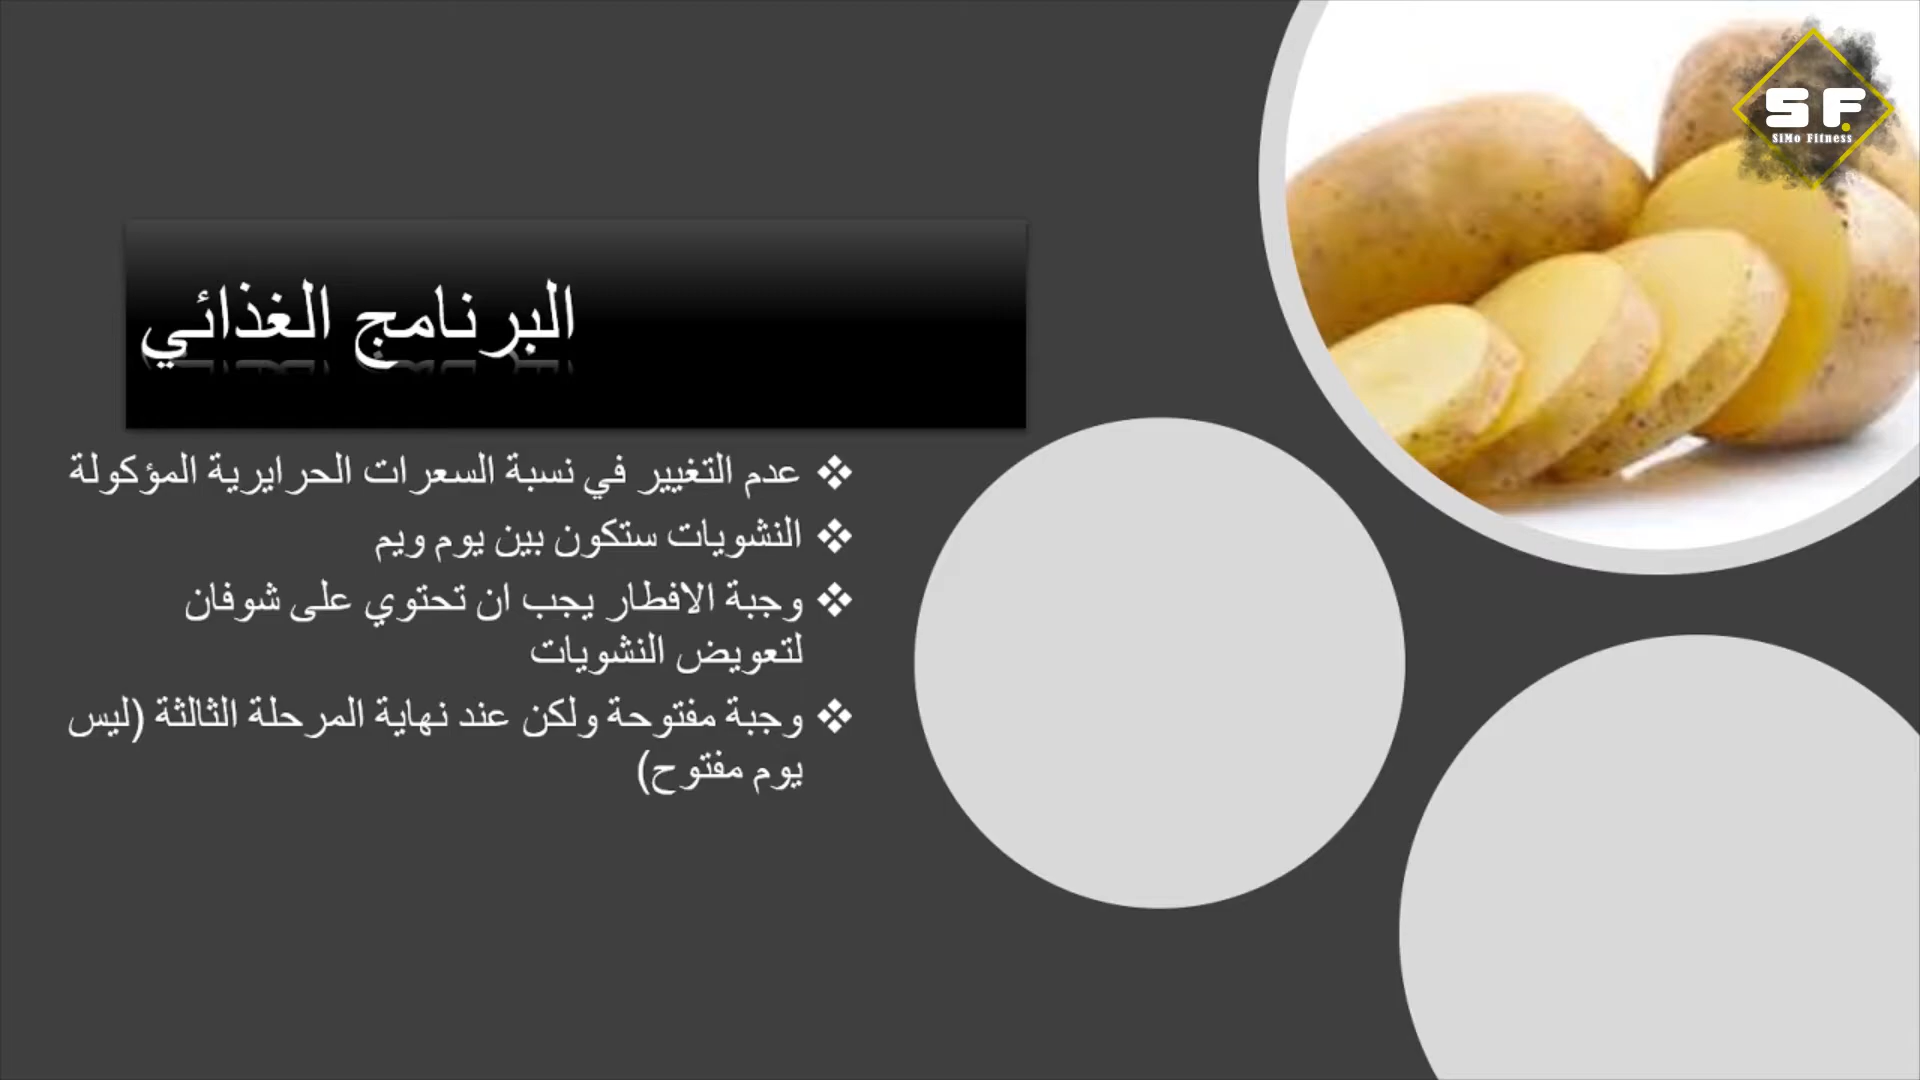 SF
SiMo Fitness
البرنامج الغذائي
❖ عدم التغيير في نسبة السعرات الحرايرية المؤكولة
❖ النشويات ستكون بين يوم ويم
❖ وجبة الافطار يجب ان تحتوي على شوفان
لتعويض النشويات
❖ وجبة مفتوحة ولكن عند نهاية المرحلة الثالثة (ليس
يوم مفتوح)